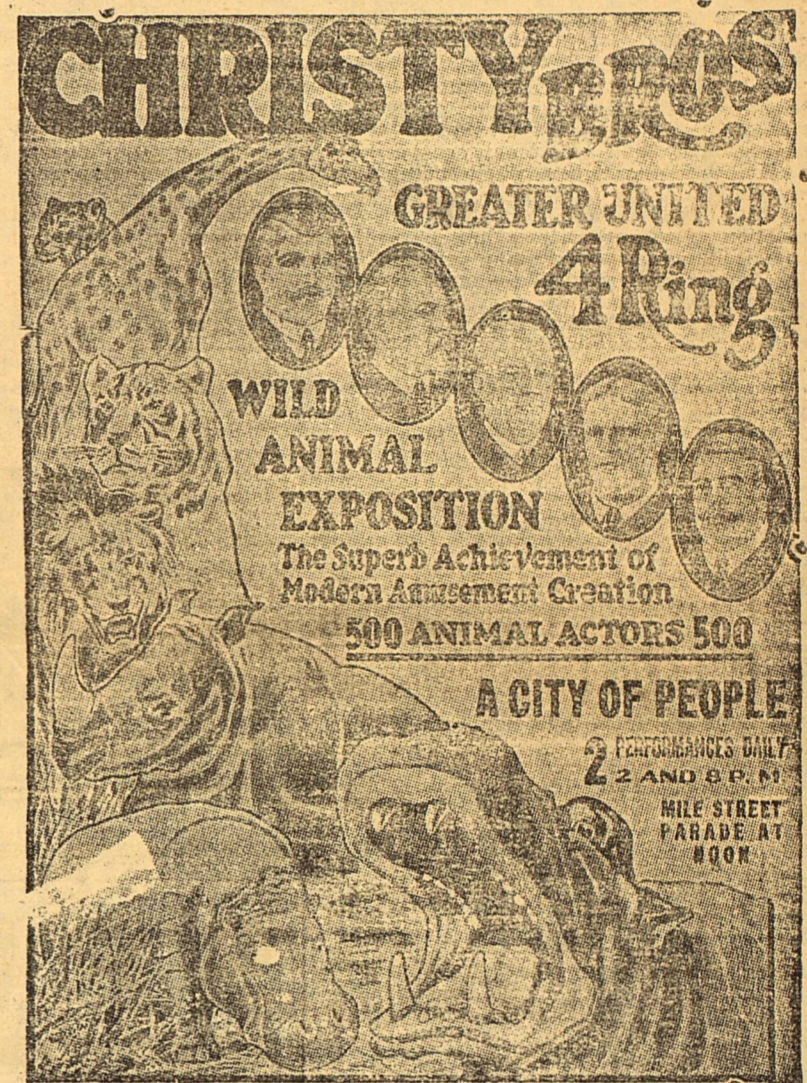 CHRISTY BROS.
GREATER UNITED
4 Ring
WILD
ANIMAL
EXPOSITION
The Superb Achievement of
Modern Amusement Creation
500 ANIMAL ACTORS 500
A CITY OF PEOPLE
2 PERFORMANCES DAILY
2 AND 8 P. M.
MILE STREET
PARADE AT
NOON